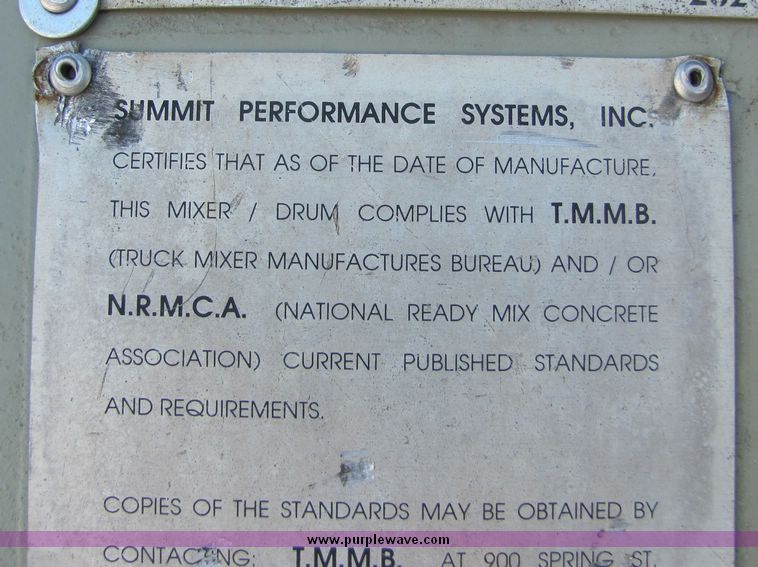 SUMMIT PERFORMANCE SYSTEMS, INC.
CERTIFIES THAT AS OF THE DATE OF MANUFACTURE,
THIS MIXER / DRUM COMPLIES WITH T.M.M.B.
(TRUCK MIXER MANUFACTURES BUREAU) AND / OR
N.R.M.C.A. (NATIONAL READY MIX CONCRETE
ASSOCIATION) CURRENT PUBLISHED STANDARDS
AND REQUIREMENTS.
COPIES OF THE STANDARDS MAY BE OBTAINED BY
www.purplewave.com
CONTACTING: T.M.M.B. AT 900 SPRING ST.